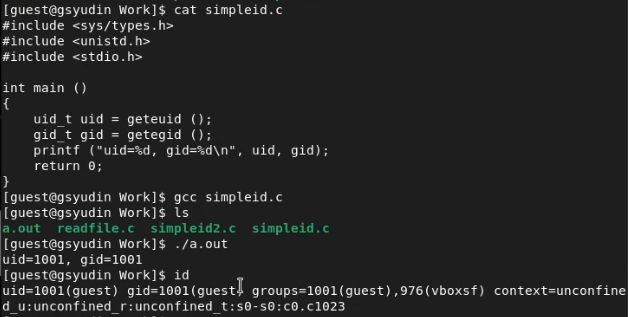 [guest@gsyudin Work]$ cat simpleid.c
#include <sys/types.h>
#include <unistd.h>
#include <stdio.h>

int main ()
{
    uid_t uid = geteuid ();
    gid_t gid = getegid ();
    printf ("uid=%d, gid=%d\n", uid, gid);
    return 0;
}
[guest@gsyudin Work]$ gcc simpleid.c
[guest@gsyudin Work]$ ls
a.out  readfile.c  simpleid2.c  simpleid.c
[guest@gsyudin Work]$ ./a.out
uid=1001, gid=1001
[guest@gsyudin Work]$ id
uid=1001(guest) gid=1001(guest) groups=1001(guest),976(vboxsf) context=unconfine
d_u:unconfined_r:unconfined_t:s0-s0:c0.c1023